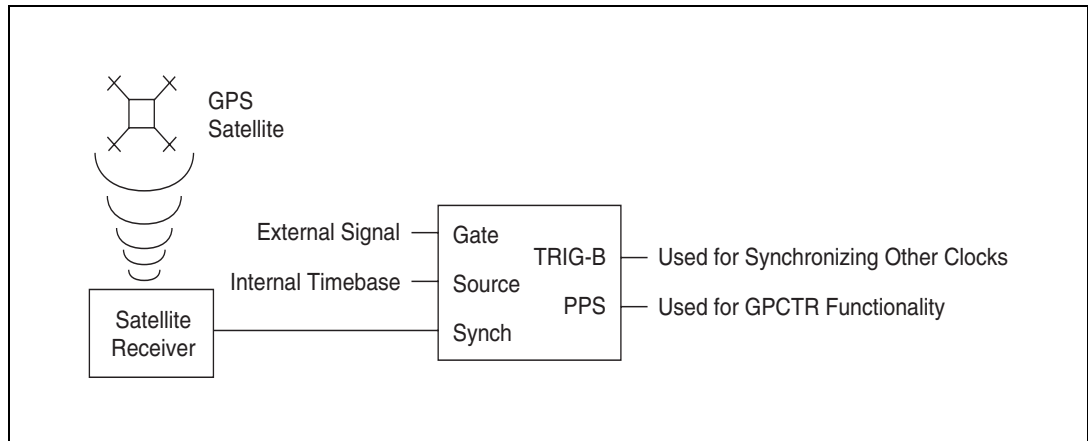 GPS
Satellite
External Signal
Gate
TRIG-B
Used for Synchronizing Other Clocks
Internal Timebase
Source
PPS
Used for GPCTR Functionality
Satellite
Receiver
Synch